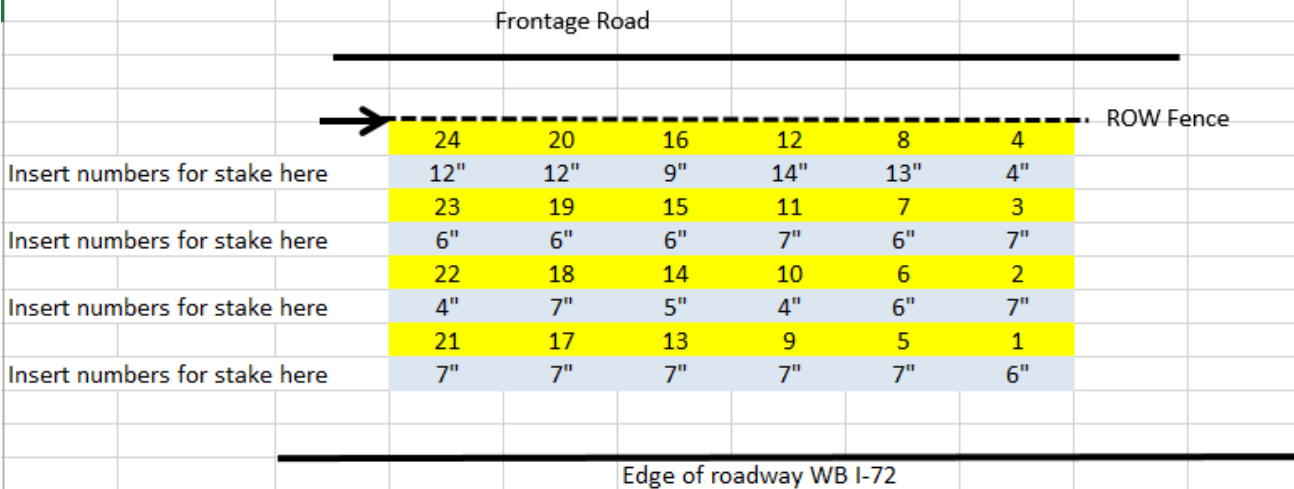 Frontage Road
ROW Fence
24 20 16 12 8 4
Insert numbers for stake here 12" 12" 9" 14" 13" 4"
23 19 15 11 7 3
Insert numbers for stake here 6" 6" 6" 7" 6" 7"
22 18 14 10 6 2
Insert numbers for stake here 4" 7" 5" 4" 6" 7"
21 17 13 9 5 1
Insert numbers for stake here 7" 7" 7" 7" 7" 6"
Edge of roadway WB I-72